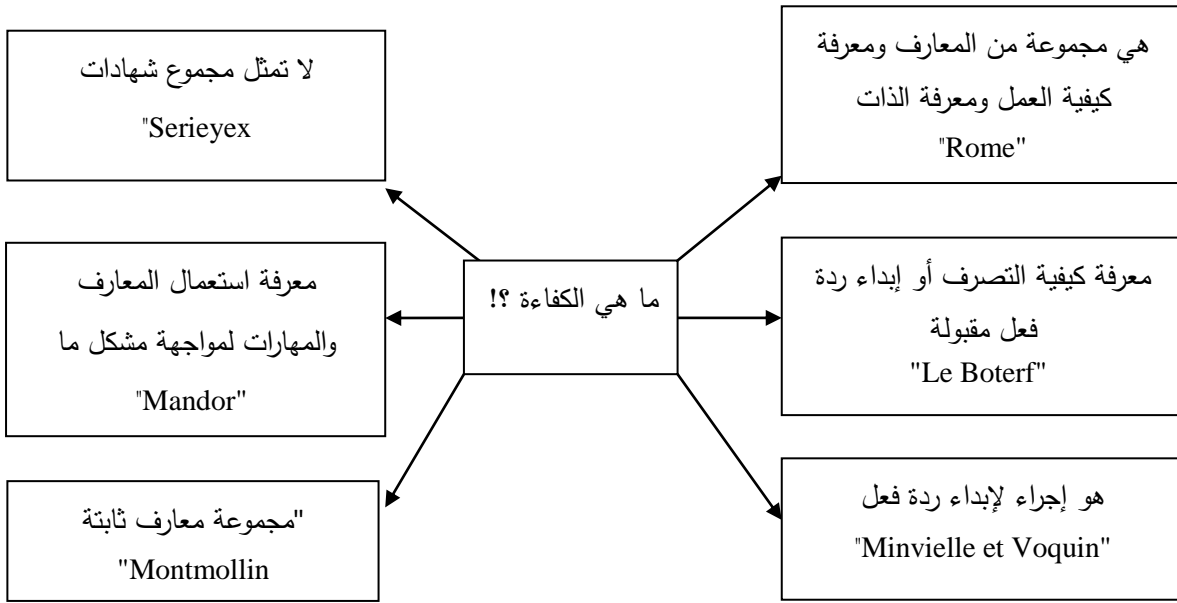 هي مجموعة من المعارف ومعرفة
كيفية العمل ومعرفة الذات
"Rome"
لا تمثل مجموع شهادات
"Serieyex
ما هي الكفاءة ؟!
معرفة كيفية التصرف أو إبداء ردة
فعل مقبولة
"Le Boterf"
معرفة استعمال المعارف
والمهارات لمواجهة مشكل ما
"Mandor"
هو إجراء لإبداء ردة فعل
"Minvielle et Voquin"
"مجموعة معارف ثابتة
"Montmollin